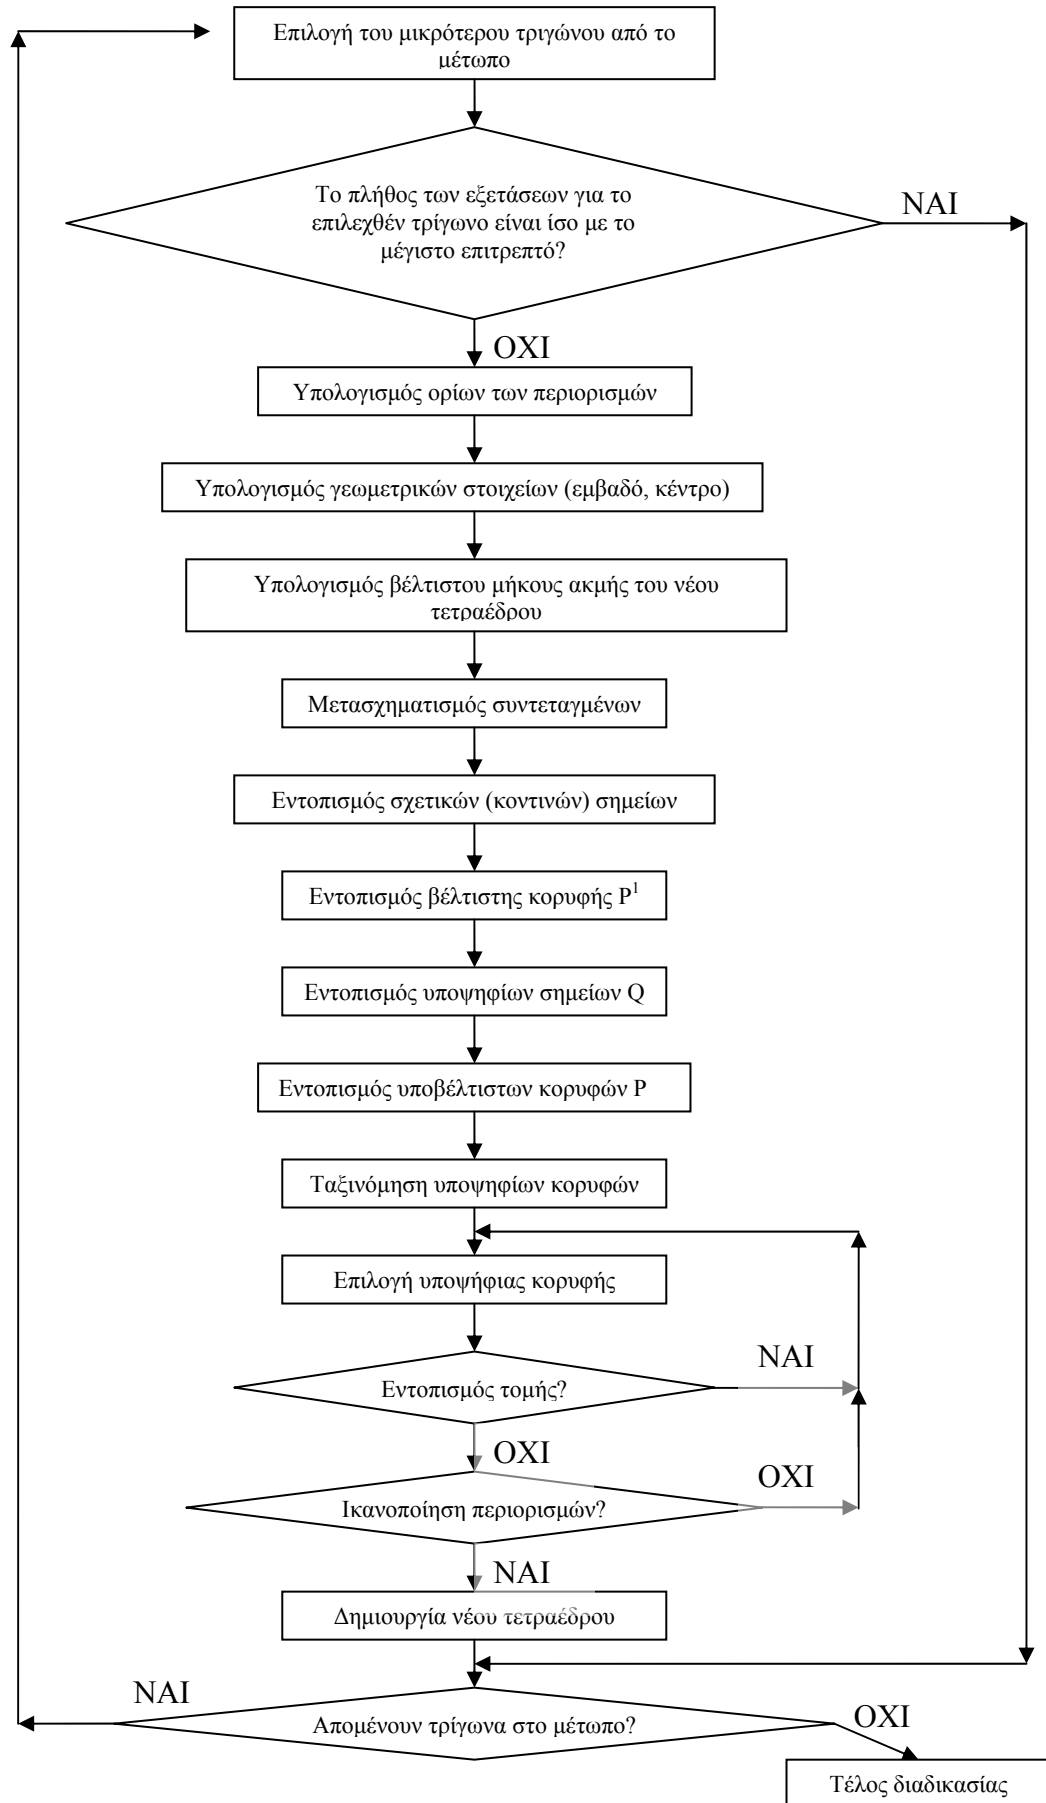 Επιλογή του μικρότερου τριγώνου από το
μέτωπο
Το πλήθος των εξετάσεων για το
επιλεχθέν τρίγωνο είναι ίσο με το
μέγιστο επιτρεπτό?
ΝΑΙ
ΟΧΙ
Υπολογισμός ορίων των περιορισμών
Υπολογισμός γεωμετρικών στοιχείων (εμβαδό, κέντρο)
Υπολογισμός βέλτιστου μήκους ακμής του νέου
τετραέδρου
Μετασχηματισμός συντεταγμένων
Εντοπισμός σχετικών (κοντινών) σημείων
Εντοπισμός βέλτιστης κορυφής P¹
Εντοπισμός υποψηφίων σημείων Q
Εντοπισμός υποβέλτιστων κορυφών P
Ταξινόμηση υποψηφίων κορυφών
Επιλογή υποψήφιας κορυφής
Εντοπισμός τομής?
ΝΑΙ
ΟΧΙ
Ικανοποίηση περιορισμών?
ΟΧΙ
ΝΑΙ
Δημιουργία νέου τετραέδρου
ΝΑΙ
Απομένουν τρίγωνα στο μέτωπο?
ΟΧΙ
Τέλος διαδικασίας